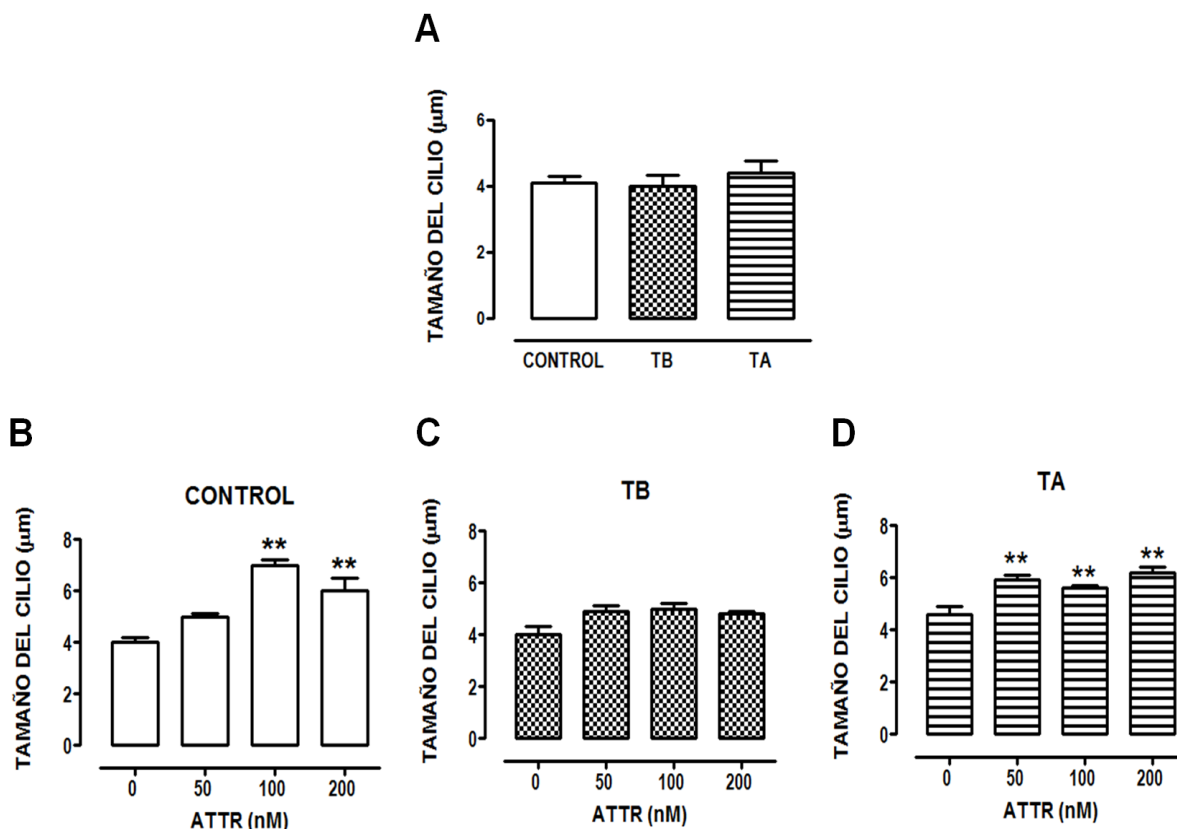 A
TAMAÑO DEL CILIO (µm)
6
4
2
0
CONTROL TB TA
B
CONTROL
TAMAÑO DEL CILIO (µm)
8
6
4
2
0
** **
0 50 100 200
ATTR (nM)
C
TB
TAMAÑO DEL CILIO (µm)
8
6
4
2
0
0 50 100 200
ATTR (nM)
D
TA
TAMAÑO DEL CILIO (µm)
8
6
4
2
0
** ** **
0 50 100 200
ATTR (nM)